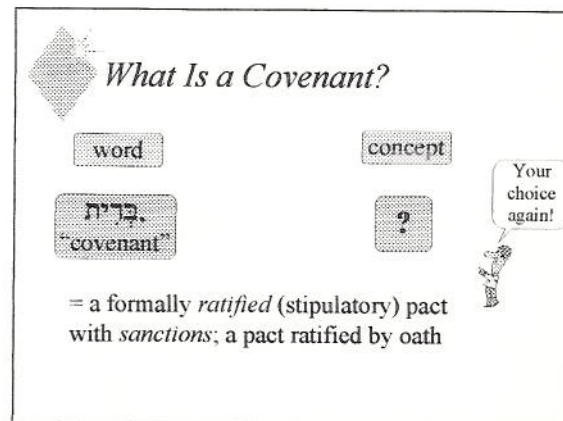 What Is a Covenant?
word
concept
בְּרִית,
“covenant”
?
Your
choice
again!
= a formally ratified (stipulatory) pact
with sanctions; a pact ratified by oath